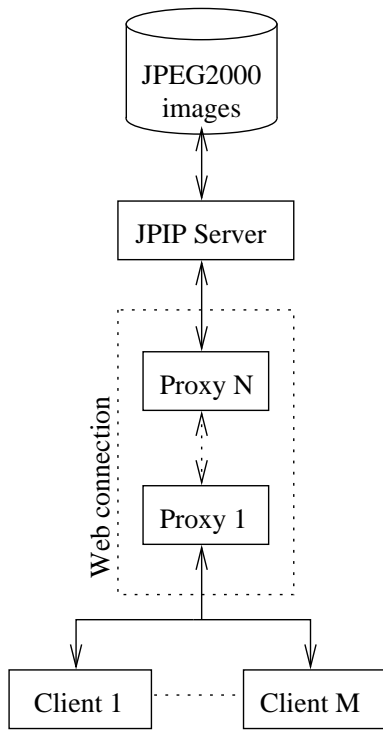 JPEG2000
images
JPIP Server
Web connection
Proxy N
Proxy 1
Client 1
Client M